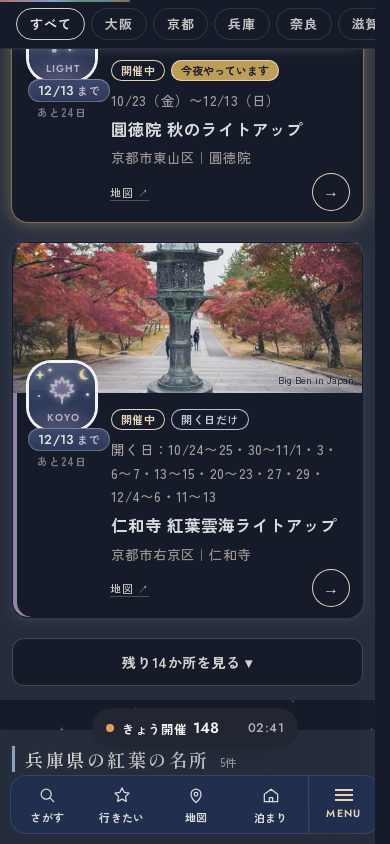 すべて
大阪
京都
兵庫
奈良
滋賀
LIGHT
12/13 まで
あと24日
開催中
今夜やっています
10/23（金）〜12/13（日）
圓徳院 秋のライトアップ
京都市東山区｜圓徳院
地図 ↗
→
Big Ben in Japan,
KOYO
12/13 まで
あと24日
開催中
開く日だけ
開く日：10/24〜25・30〜11/1・3・
6〜7・13〜15・20〜23・27・29・
12/4〜6・11〜13
仁和寺 紅葉雲海ライトアップ
京都市右京区｜仁和寺
地図 ↗
→
残り14か所を見る ▾
きょう開催 148
02:41
兵庫県の紅葉の名所 5件
さがす
行きたい
地図
泊まり
MENU